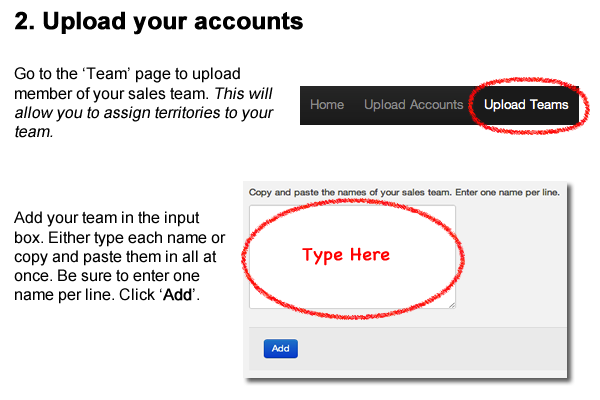 2. Upload your accounts
Go to the ‘Team’ page to upload
member of your sales team. This will
allow you to assign territories to your
team.
Home Upload Accounts Upload Teams
Copy and paste the names of your sales team. Enter one name per line.
Add your team in the input
box. Either type each name or
copy and paste them in all at
once. Be sure to enter one
name per line. Click ‘Add’.
Type Here
Add